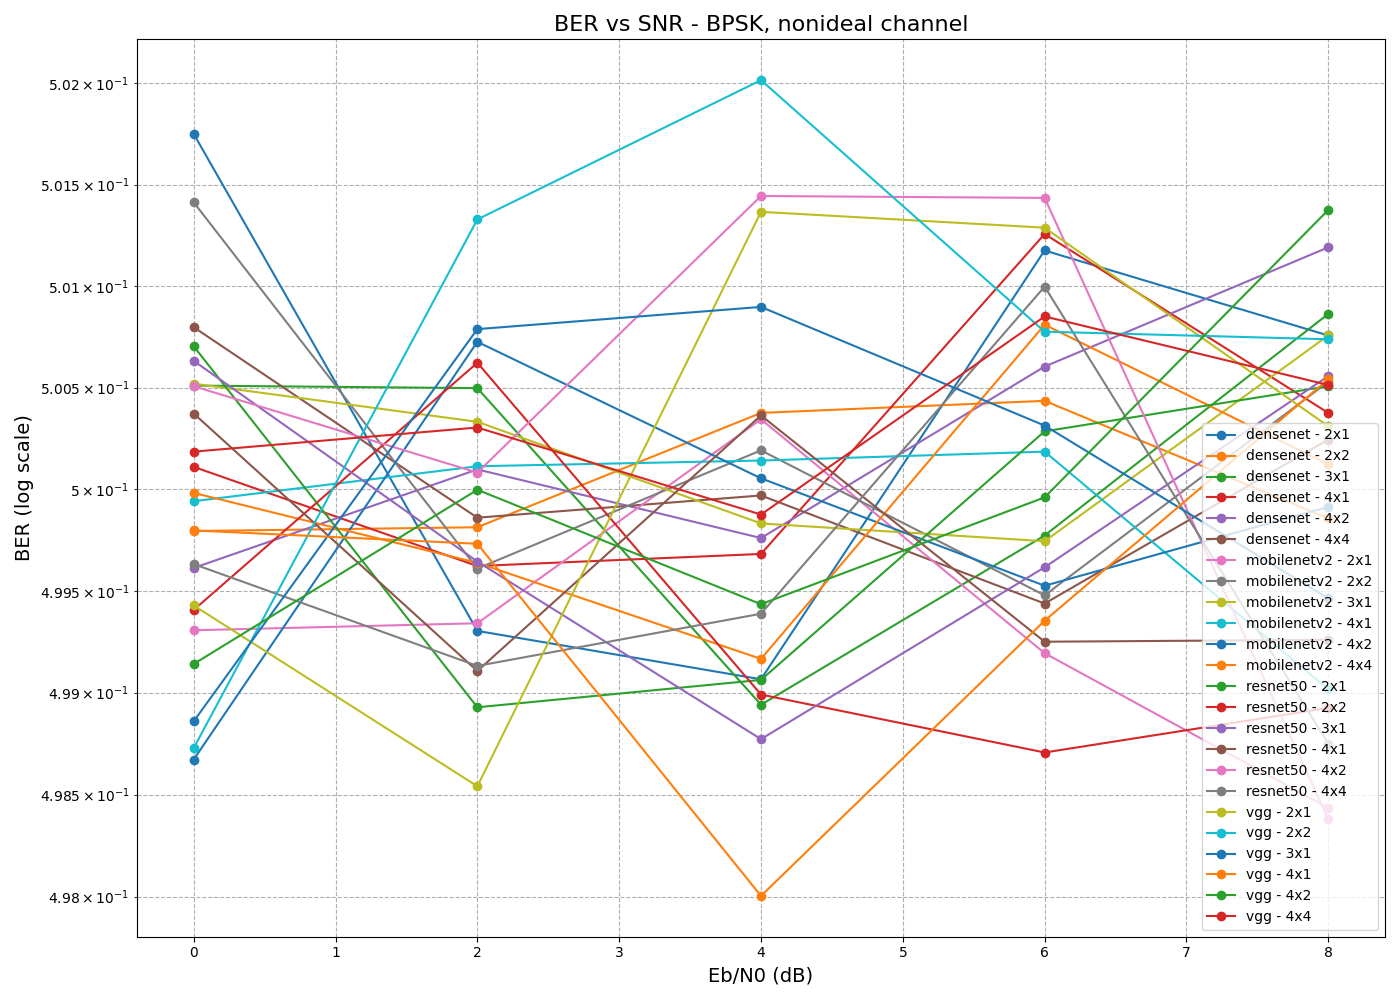 BER vs SNR - BPSK, nonideal channel
BER (log scale)
5.02 × 10⁻¹
5.015 × 10⁻¹
5.01 × 10⁻¹
5.005 × 10⁻¹
5 × 10⁻¹
4.995 × 10⁻¹
4.99 × 10⁻¹
4.985 × 10⁻¹
4.98 × 10⁻¹
densenet - 2x1
densenet - 2x2
densenet - 3x1
densenet - 4x1
densenet - 4x2
densenet - 4x4
mobilenetv2 - 2x1
mobilenetv2 - 2x2
mobilenetv2 - 3x1
mobilenetv2 - 4x1
mobilenetv2 - 4x2
mobilenetv2 - 4x4
resnet50 - 2x1
resnet50 - 2x2
resnet50 - 3x1
resnet50 - 4x1
resnet50 - 4x2
resnet50 - 4x4
vgg - 2x1
vgg - 2x2
vgg - 3x1
vgg - 4x1
vgg - 4x2
vgg - 4x4
0 1 2 3 4 5 6 7 8
Eb/N0 (dB)